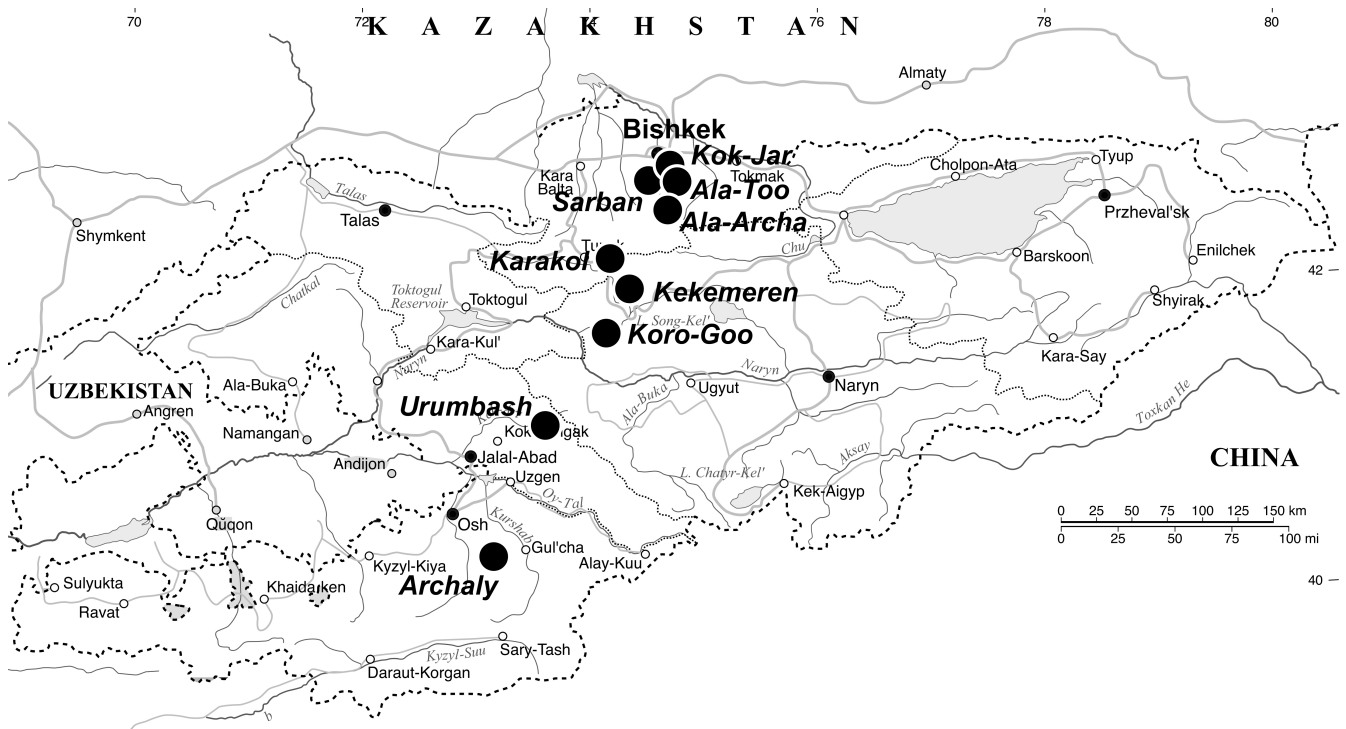 70
72
74
76
78
80
K A Z A K H S T A N
Almaty
Bishkek
Kok-Jar
Tokmak
Kara
Balta
Cholpon-Ata
Tyup
Talas
Talas
Sarban
Ala-Too
Ala-Archa
Przheval'sk
Shymkent
Chu
Karakol
Barskoon
Enilchek
42
Chatkal
Toktogul
Reservoir
Toktogul
Kekemeren
Shyirak
L. Song-Kel'
Koro-Goo
Kara-Kul'
Kara-Say
Naryn
Naryn
UZBEKISTAN
Ala-Buka
Ala-Buka
Ugyut
Naryn
Toxkan He
Angren
Urumbash
Namangan
Jalal-Abad
Andijon
Uzgen
L. Chatyr-Kel'
Aksay
CHINA
Kek-Aigyp
Oy-Tal
Qŭqon
Osh
Kurshab
0 25 50 75 100 125 150 km
0 25 50 75 100 mi
Gul'cha
Alay-Kuu
Kyzyl-Kiya
Archaly
40
Sulyukta
Khaidarken
Ravat
Kyzyl-Suu
Sary-Tash
Daraut-Korgan
b